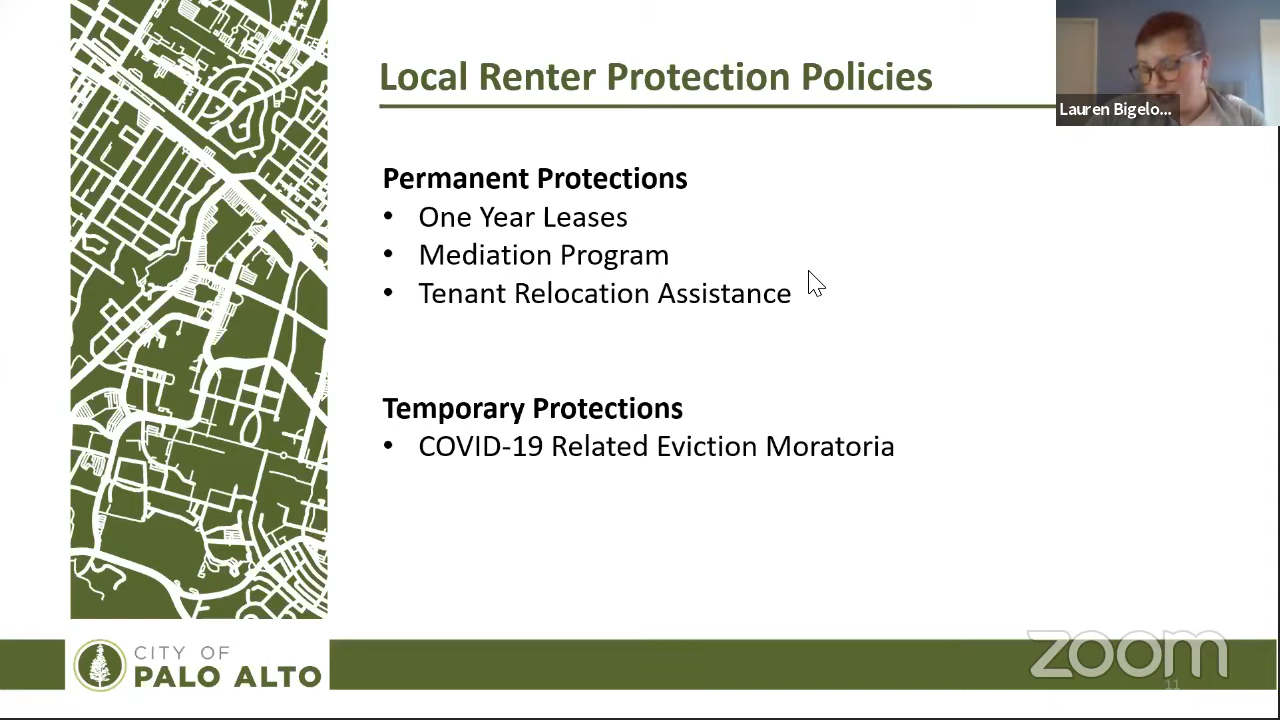 Local Renter Protection Policies
Lauren Bigelo...
Permanent Protections
• One Year Leases
• Mediation Program
• Tenant Relocation Assistance
Temporary Protections
• COVID-19 Related Eviction Moratoria
CITY OF
PALO ALTO
zoom
11